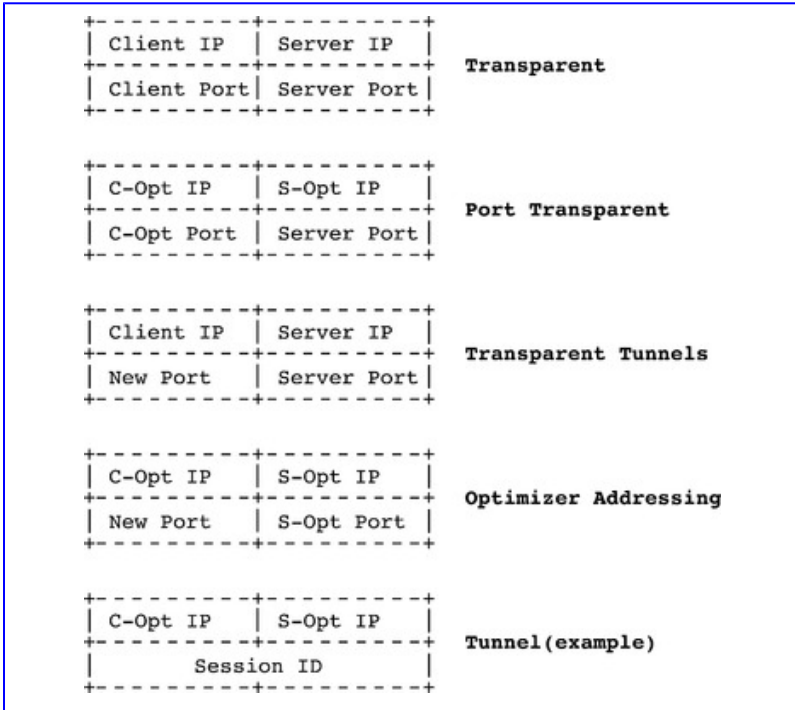 Client IP Server IP
Transparent
Client Port Server Port
C-Opt IP S-Opt IP
Port Transparent
C-Opt Port Server Port
Client IP Server IP
Transparent Tunnels
New Port Server Port
C-Opt IP S-Opt IP
Optimizer Addressing
New Port S-Opt Port
C-Opt IP S-Opt IP
Tunnel(example)
Session ID